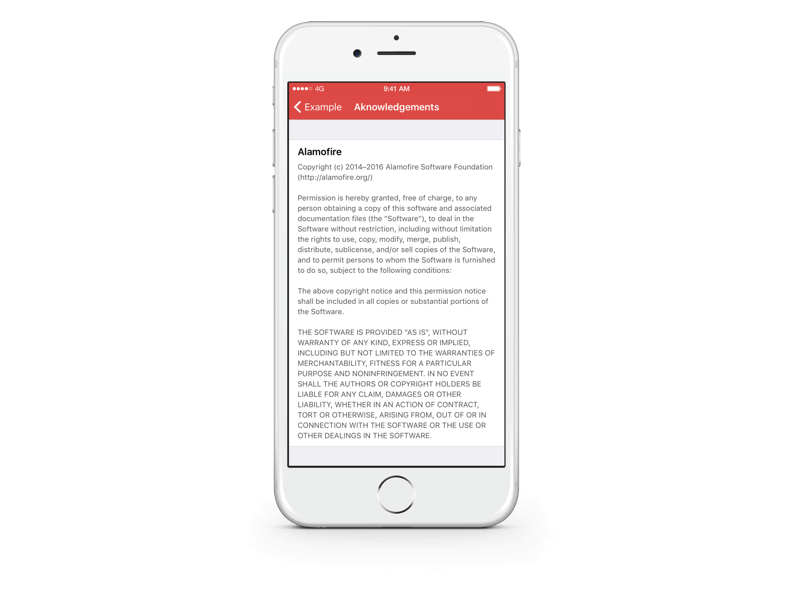 4G 9:41 AM
Example Aknowledgements
Alamofire
Copyright (c) 2014–2016 Alamofire Software Foundation
(http://alamofire.org/)
Permission is hereby granted, free of charge, to any
person obtaining a copy of this software and associated
documentation files (the "Software"), to deal in the
Software without restriction, including without limitation
the rights to use, copy, modify, merge, publish,
distribute, sublicense, and/or sell copies of the Software,
and to permit persons to whom the Software is furnished
to do so, subject to the following conditions:
The above copyright notice and this permission notice
shall be included in all copies or substantial portions of
the Software.
THE SOFTWARE IS PROVIDED "AS IS", WITHOUT
WARRANTY OF ANY KIND, EXPRESS OR IMPLIED,
INCLUDING BUT NOT LIMITED TO THE WARRANTIES OF
MERCHANTABILITY, FITNESS FOR A PARTICULAR
PURPOSE AND NONINFRINGEMENT. IN NO EVENT
SHALL THE AUTHORS OR COPYRIGHT HOLDERS BE
LIABLE FOR ANY CLAIM, DAMAGES OR OTHER
LIABILITY, WHETHER IN AN ACTION OF CONTRACT,
TORT OR OTHERWISE, ARISING FROM, OUT OF OR IN
CONNECTION WITH THE SOFTWARE OR THE USE OR
OTHER DEALINGS IN THE SOFTWARE.